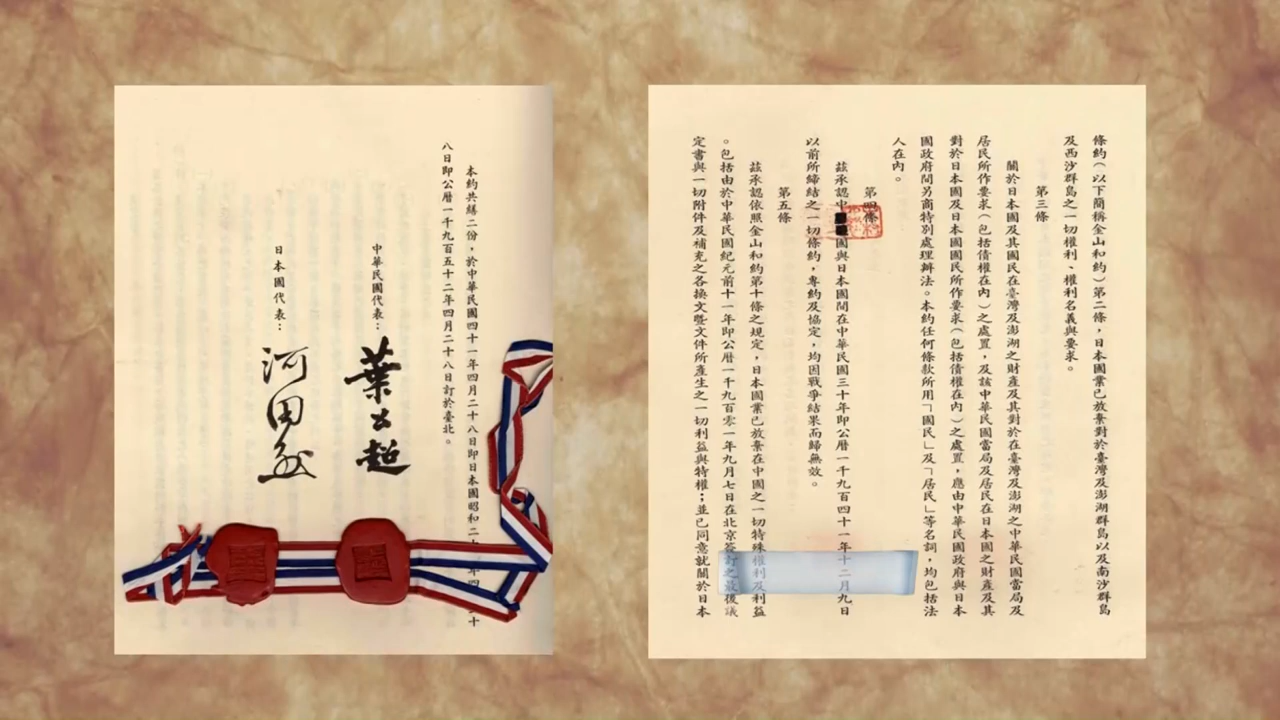 條約(以下簡稱金山和約)第二條，日本國業已放棄對於臺灣及澎湖群島以及南沙群島
及西沙群島之一切權利、權利名義與要求。
第三條
關於日本國及其國民在臺灣及澎湖之財產及其對於在臺灣及澎湖之中華民國當局及
居民所作要求(包括債權在內)之處置，及該中華民國當局及居民在日本國之財產及其
對於日本國及日本國國民所作要求(包括債權在內)之處置，應由中華民國政府與日本
國政府間另商特別處理辦法。本約任何條款所用「國民」及「居民」等名詞，均包括法
人在內。
第四條
茲承認中國與日本國間在中華民國三十年即公曆一千九百四十一年十二月九日
以前所締結之一切條約，專約及協定，均因戰爭結果而歸無效。
第五條
茲承認依照金山和約第十條之規定，日本國業已放棄在中國之一切特殊權利及利益
。包括由於中華民國紀元前十一年即公曆一千九百零一年九月七日在北京簽訂之最後議
定書與一切附件及補充之各換文暨文件所產生之一切利益與特權；並已同意就關於日本
本約共繕二份，於中華民國四十一年四月二十八日即日本國昭和二十年四月二十
八日即公曆一千九百五十二年四月二十八日訂於臺北。
中華民國代表：
葉公超
日本國代表：
河田烈